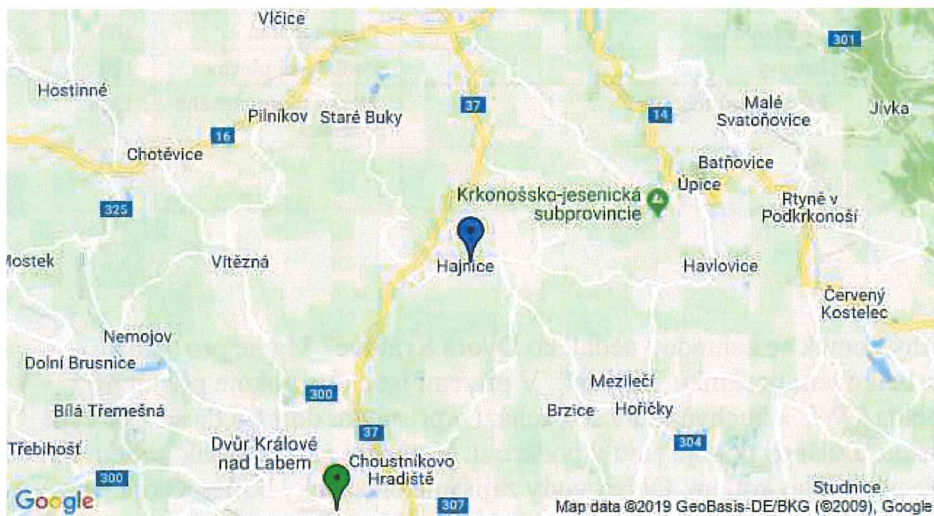 Vlčice
301
Hostinné
37
Malé
Svatoňovice
Jívka
Pilníkov
Staré Buky
14
16
Chotěvice
Batňovice
Krkonošsko-jesenická
subprovincie
Úpice
Rtyně v
Podkrkonoší
325
Mostek
Vítězná
Hajnice
Havlovice
Červený
Kostelec
Nemojov
Dolní Brusnice
300
Mezilečí
Bílá Třemešná
Brzice
Hořičky
Třebihošť
Dvůr Králové
nad Labem
37
304
Choustníkovo
Hradiště
300
307
Studnice
Google
Map data ©2019 GeoBasis-DE/BKG (©2009), Google